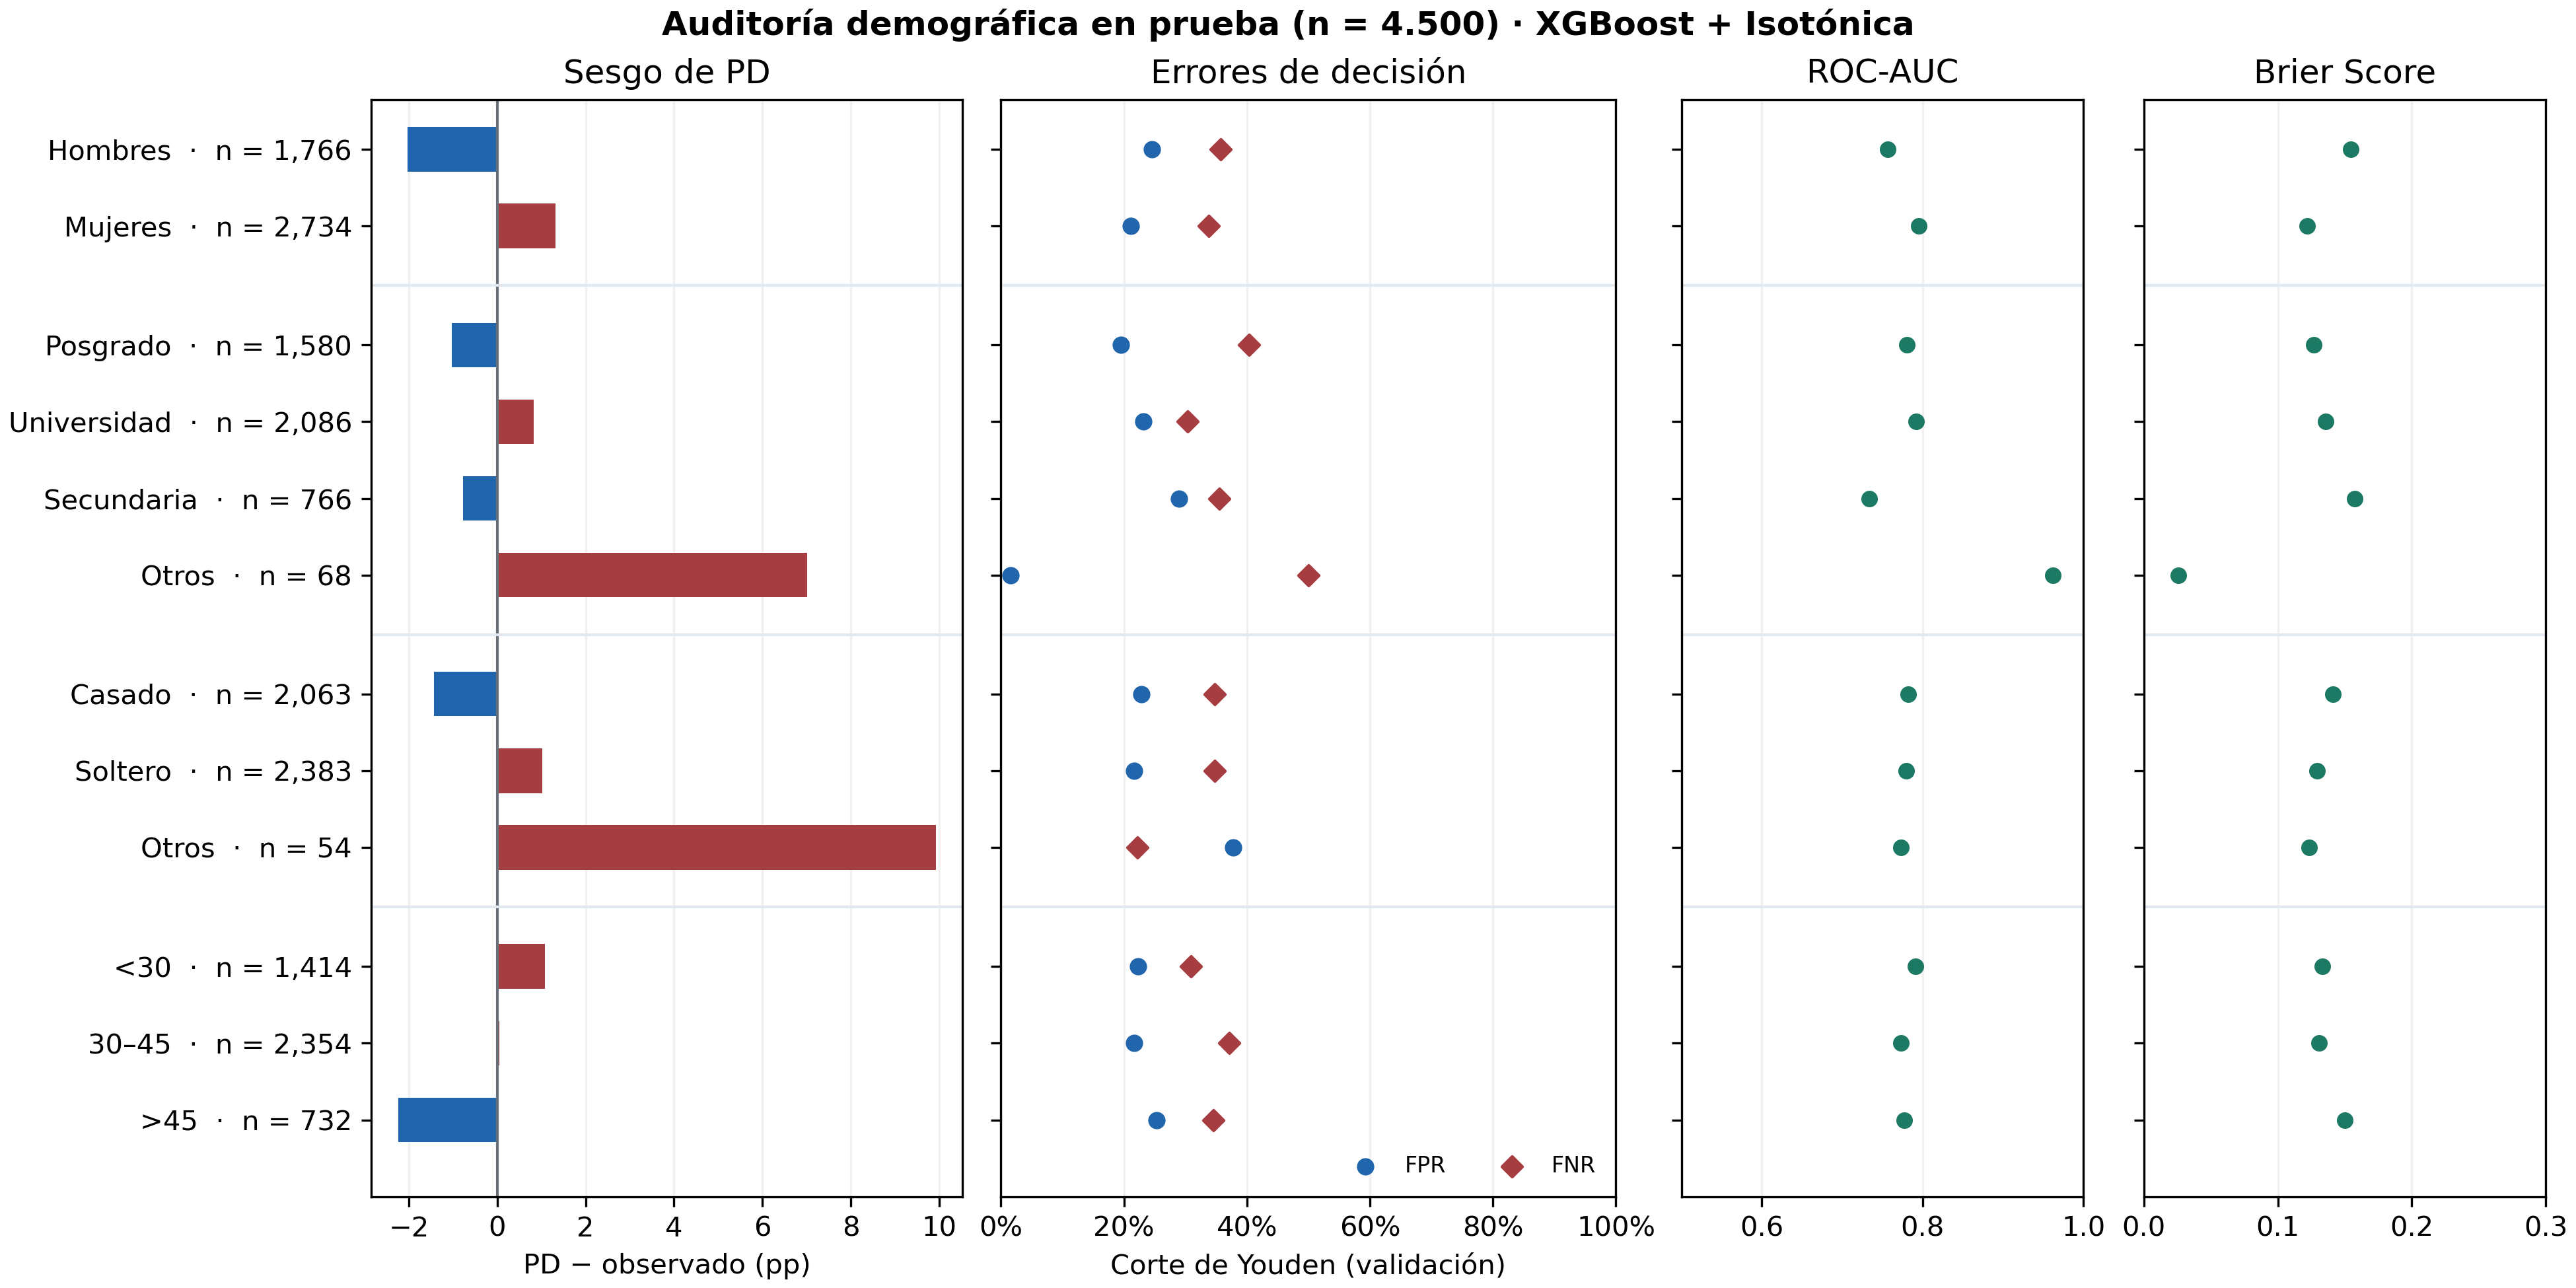 Auditoría demográfica en prueba (n = 4.500) · XGBoost + Isotónica
Sesgo de PD
Errores de decisión
ROC-AUC
Brier Score
Hombres · n = 1,766
Mujeres · n = 2,734
Posgrado · n = 1,580
Universidad · n = 2,086
Secundaria · n = 766
Otros · n = 68
Casado · n = 2,063
Soltero · n = 2,383
Otros · n = 54
<30 · n = 1,414
30–45 · n = 2,354
>45 · n = 732
FPR FNR
−2 0 2 4 6 8 10
0% 20% 40% 60% 80% 100%
0.6 0.8 1.0
0.0 0.1 0.2 0.3
PD − observado (pp)
Corte de Youden (validación)